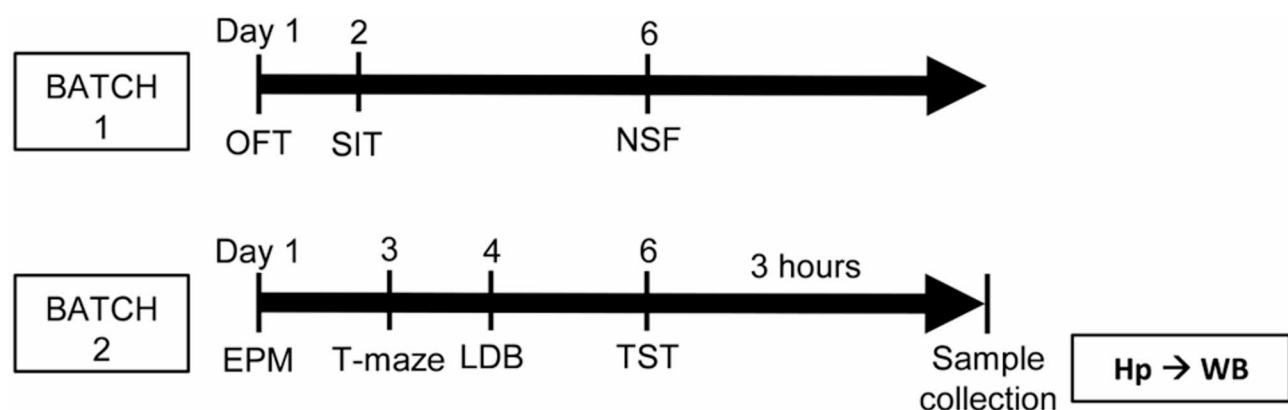 Day 1 2 6
BATCH
1
OFT SIT NSF
Day 1 3 4 6 3 hours
BATCH
2
EPM T-maze LDB TST Sample
collection
Hp → WB